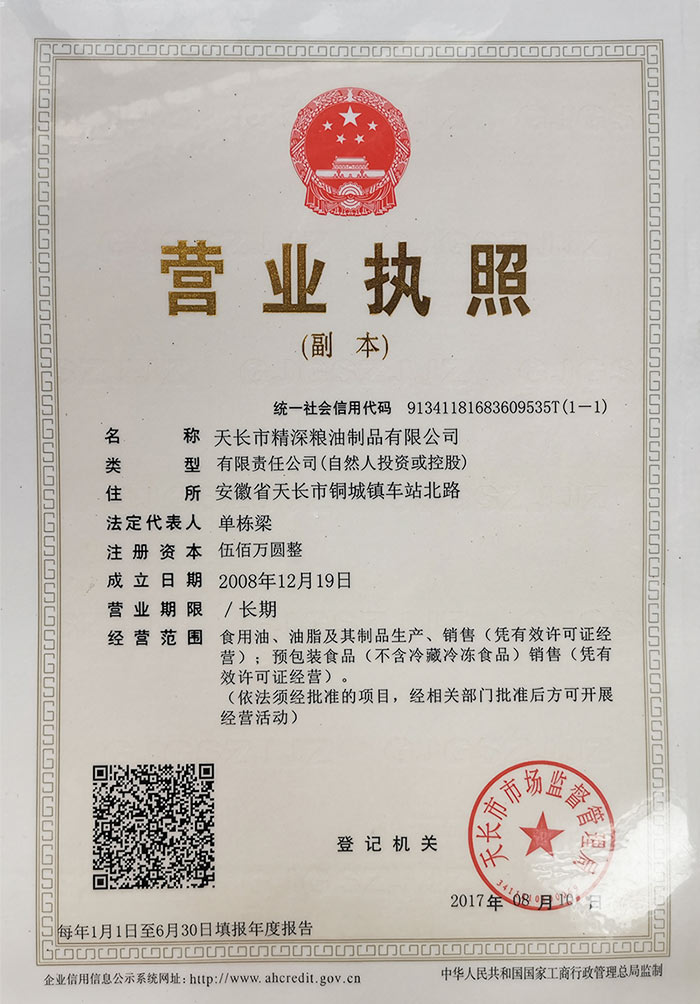 营业执照
(副 本)
统一社会信用代码 91341181683609535T(1-1)
名称 天长市精深粮油制品有限公司
类型 有限责任公司(自然人投资或控股)
住所 安徽省天长市铜城镇车站北路
法定代表人 单栋梁
注册资本 伍佰万圆整
成立日期 2008年12月19日
营业期限 /长期
经营范围 食用油、油脂及其制品生产、销售（凭有效许可证经
营）；预包装食品（不含冷藏冷冻食品）销售（凭有
效许可证经营）。
（依法须经批准的项目，经相关部门批准后方可开展
经营活动）
天长市市场监督管理局
登记机关
2017年 08月10日
每年1月1日至6月30日填报年度报告
企业信用信息公示系统网址: http://www.ahcredit.gov.cn
中华人民共和国国家工商行政管理总局监制